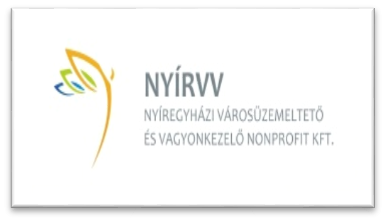 NYÍRVV
NYÍREGYHÁZI VÁROSÜZEMELTETŐ
ÉS VAGYONKEZELŐ NONPROFIT KFT.